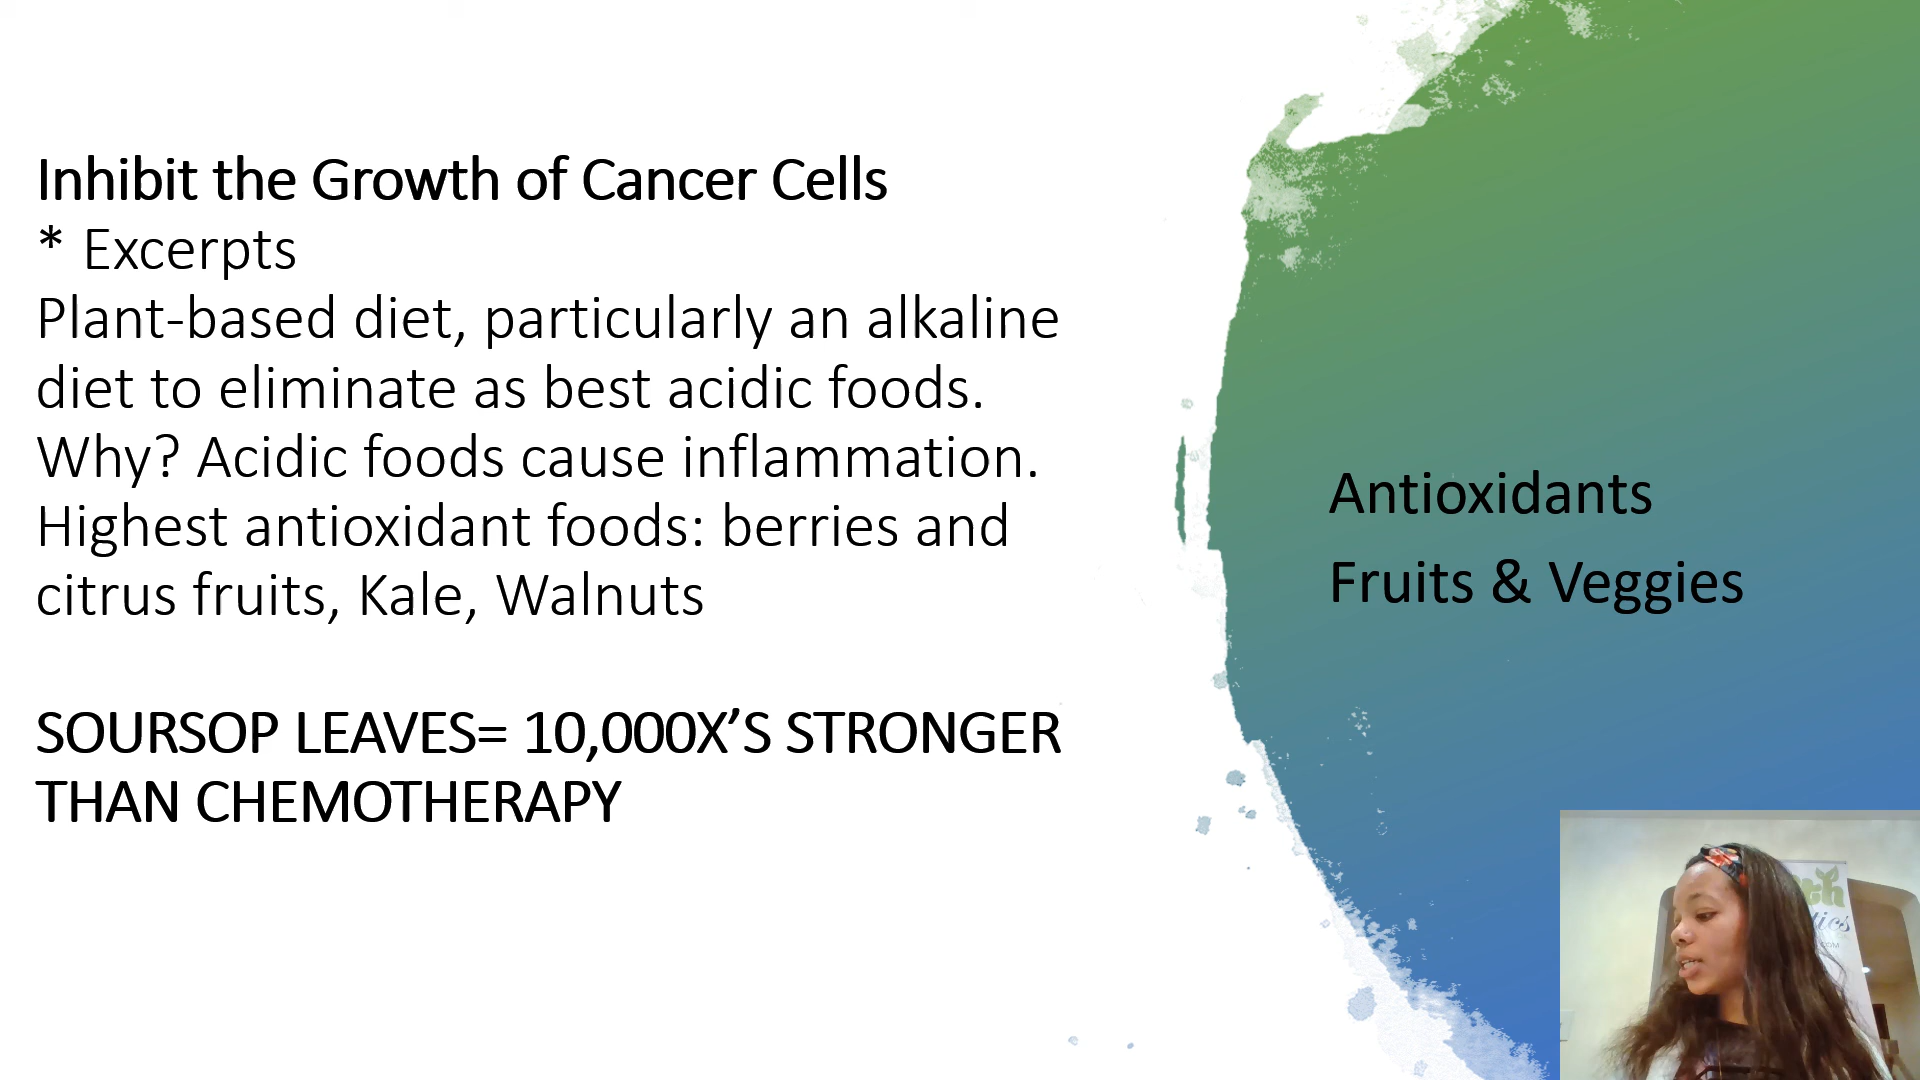 Inhibit the Growth of Cancer Cells
* Excerpts
Plant-based diet, particularly an alkaline
diet to eliminate as best acidic foods.
Why? Acidic foods cause inflammation.
Highest antioxidant foods: berries and
citrus fruits, Kale, Walnuts
SOURSOP LEAVES= 10,000X’S STRONGER
THAN CHEMOTHERAPY
Antioxidants
Fruits & Veggies